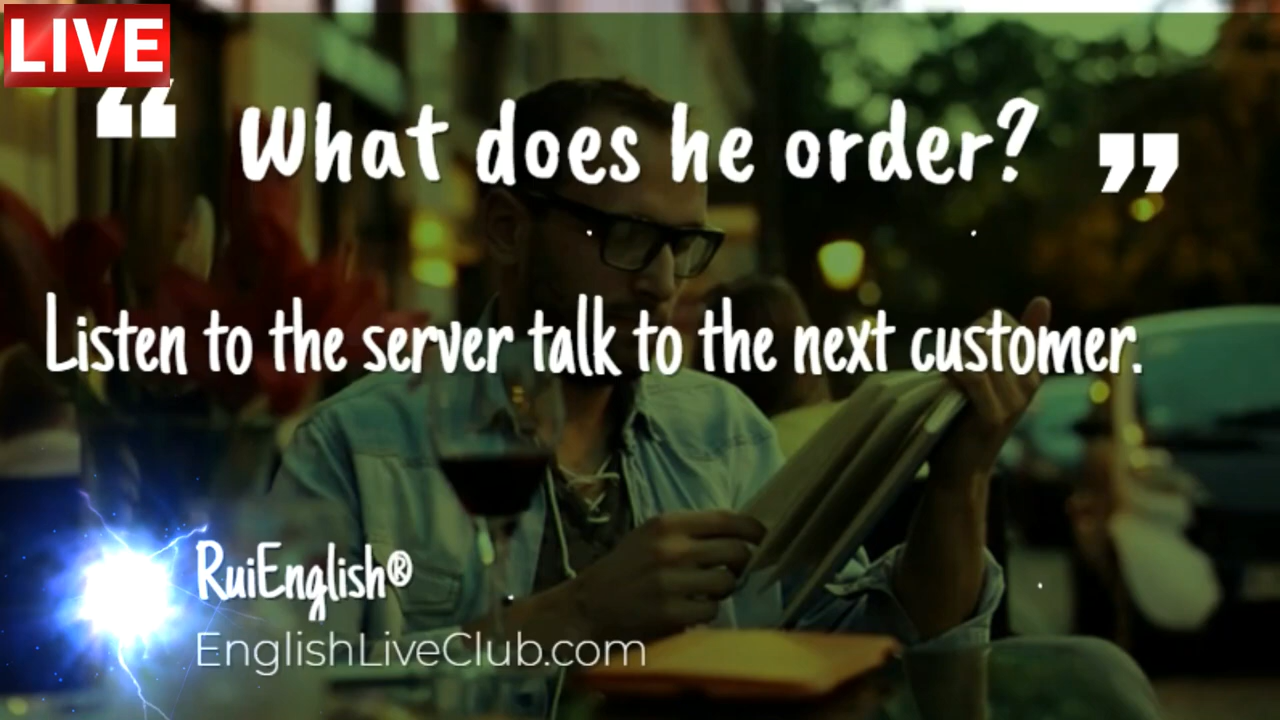 LIVE
“ What does he order? ”
Listen to the server talk to the next customer.
RuiEnglish®
EnglishLiveClub.com